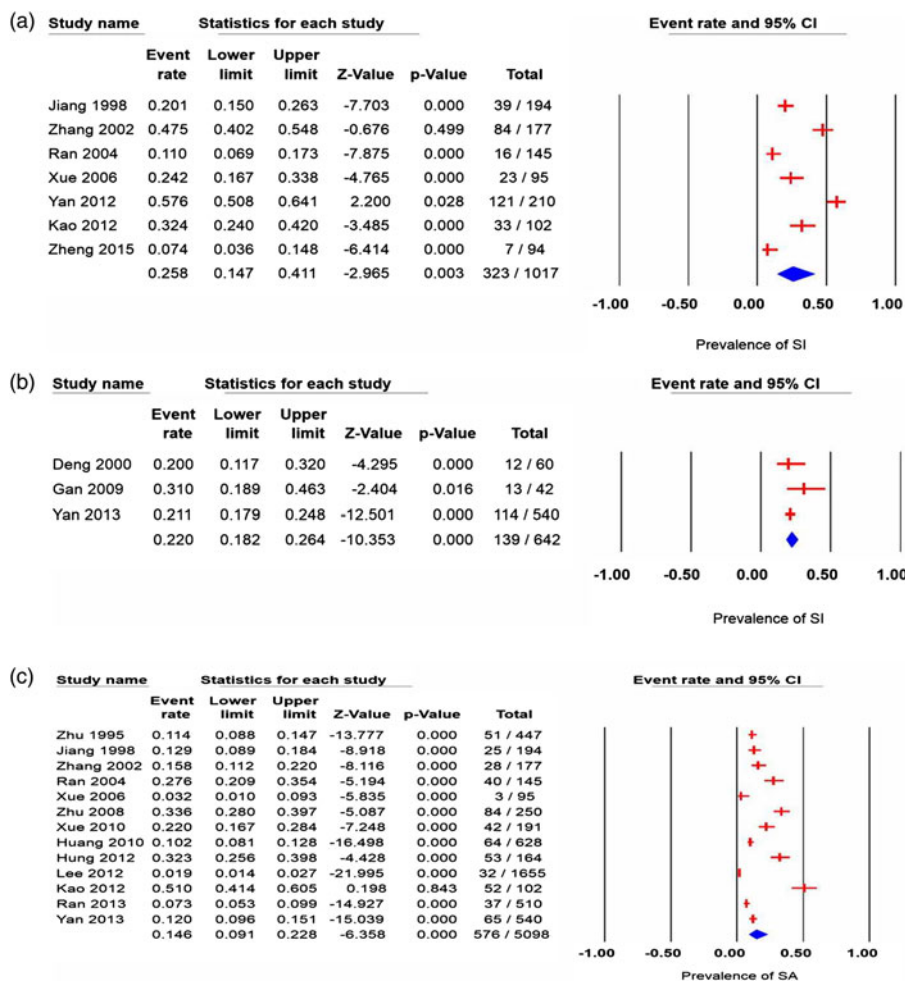 (a) Study name Statistics for each study Event rate and 95% CI
Event Lower Upper
rate limit limit Z-Value p-Value Total
Jiang 1998 0.201 0.150 0.263 -7.703 0.000 39 / 194
Zhang 2002 0.475 0.402 0.548 -0.676 0.499 84 / 177
Ran 2004 0.110 0.069 0.173 -7.875 0.000 16 / 145
Xue 2006 0.242 0.167 0.338 -4.765 0.000 23 / 95
Yan 2012 0.576 0.508 0.641 2.200 0.028 121 / 210
Kao 2012 0.324 0.240 0.420 -3.485 0.000 33 / 102
Zheng 2015 0.074 0.036 0.148 -6.414 0.000 7 / 94
0.258 0.147 0.411 -2.965 0.003 323 / 1017
-1.00 -0.50 0.00 0.50 1.00
Prevalence of SI
(b) Study name Statistics for each study Event rate and 95% CI
Event Lower Upper
rate limit limit Z-Value p-Value Total
Deng 2000 0.200 0.117 0.320 -4.295 0.000 12 / 60
Gan 2009 0.310 0.189 0.463 -2.404 0.016 13 / 42
Yan 2013 0.211 0.179 0.248 -12.501 0.000 114 / 540
0.220 0.182 0.264 -10.353 0.000 139 / 642
-1.00 -0.50 0.00 0.50 1.00
Prevalence of SI
(c) Study name Statistics for each study Event rate and 95% CI
Event Lower Upper
rate limit limit Z-Value p-Value Total
Zhu 1995 0.114 0.088 0.147 -13.777 0.000 51 / 447
Jiang 1998 0.129 0.089 0.184 -8.918 0.000 25 / 194
Zhang 2002 0.158 0.112 0.220 -8.116 0.000 28 / 177
Ran 2004 0.276 0.209 0.354 -5.194 0.000 40 / 145
Xue 2006 0.032 0.010 0.093 -5.835 0.000 3 / 95
Zhu 2008 0.336 0.280 0.397 -5.087 0.000 84 / 250
Xue 2010 0.220 0.167 0.284 -7.248 0.000 42 / 191
Huang 2010 0.102 0.081 0.128 -16.498 0.000 64 / 628
Hung 2012 0.323 0.256 0.398 -4.428 0.000 53 / 164
Lee 2012 0.019 0.014 0.027 -21.995 0.000 32 / 1655
Kao 2012 0.510 0.414 0.605 0.198 0.843 52 / 102
Ran 2013 0.073 0.053 0.099 -14.927 0.000 37 / 510
Yan 2013 0.120 0.096 0.151 -15.039 0.000 65 / 540
0.146 0.091 0.228 -6.358 0.000 576 / 5098
-1.00 -0.50 0.00 0.50 1.00
Prevalence of SA